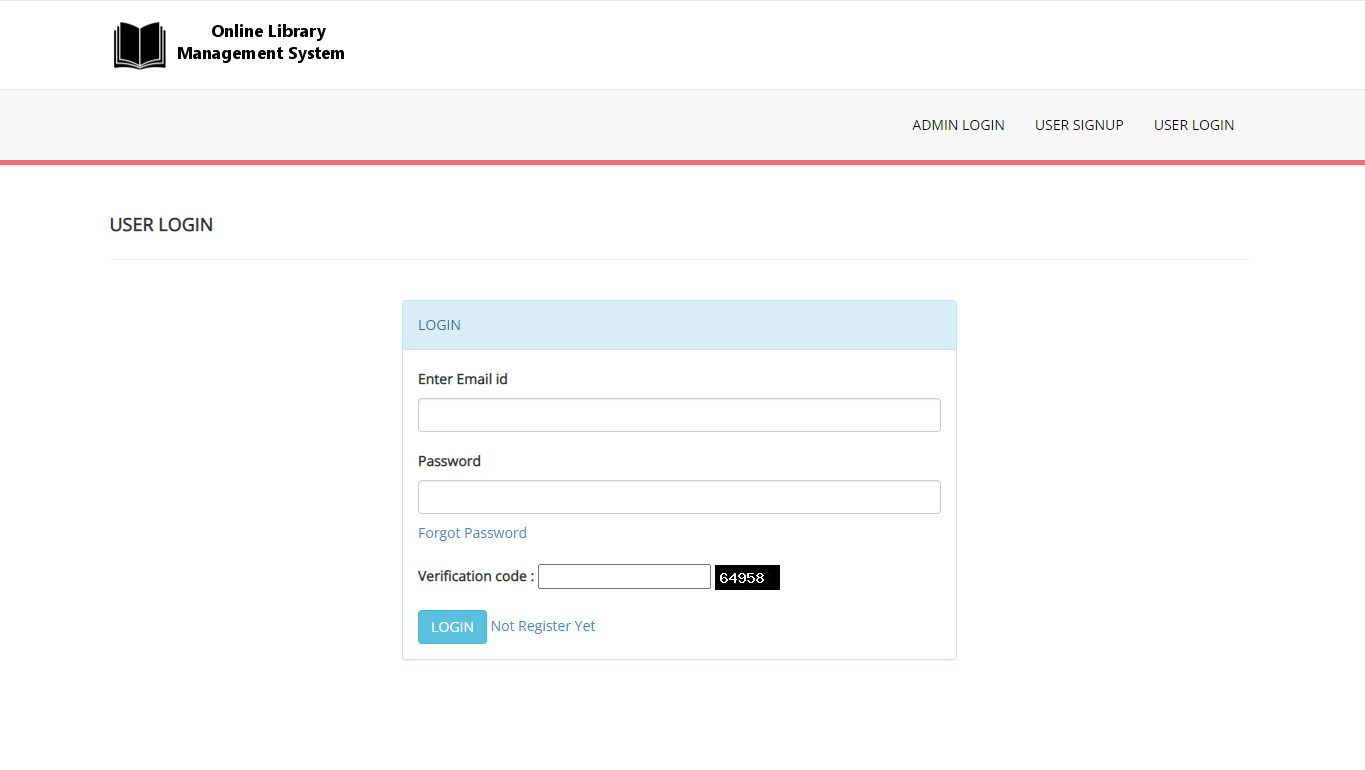 Online Library
Management System
ADMIN LOGIN USER SIGNUP USER LOGIN
USER LOGIN
LOGIN
Enter Email id
Password
Forgot Password
Verification code : 64958
LOGIN Not Register Yet